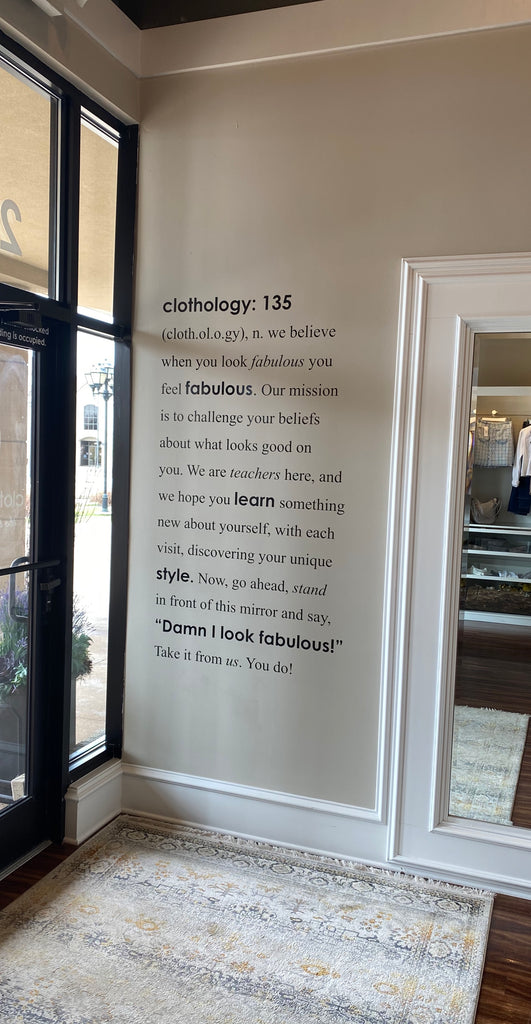 clothology: 135
(cloth.ol.o.gy), n. we believe
when you look fabulous you
feel fabulous. Our mission
is to challenge your beliefs
about what looks good on
you. We are teachers here, and
we hope you learn something
new about yourself, with each
visit, discovering your unique
style. Now, go ahead, stand
in front of this mirror and say,
“Damn I look fabulous!”
Take it from us. You do!
2
is occupied.